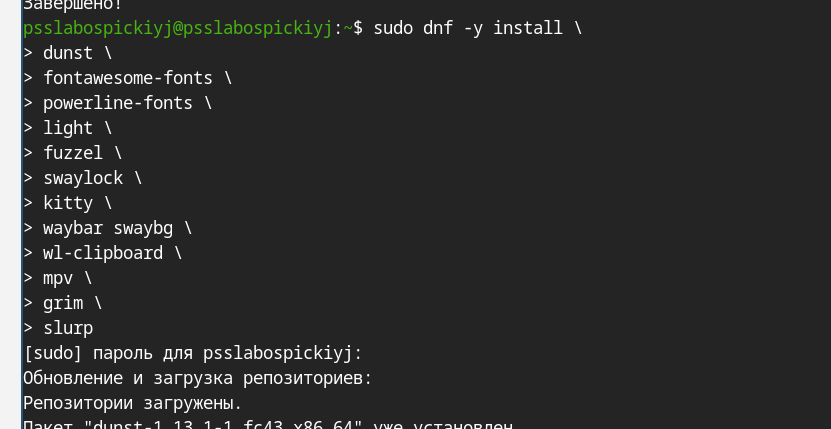 Завершено!
psslabospickiyj@psslabospickiyj:~$ sudo dnf -y install \
> dunst \
> fontawesome-fonts \
> powerline-fonts \
> light \
> fuzzel \
> swaylock \
> kitty \
> waybar swaybg \
> wl-clipboard \
> mpv \
> grim \
> slurp
[sudo] пароль для psslabospickiyj:
Обновление и загрузка репозиториев:
Репозитории загружены.
Пакет "dunst-1.13.1-1.fc43.x86_64" уже установлен.